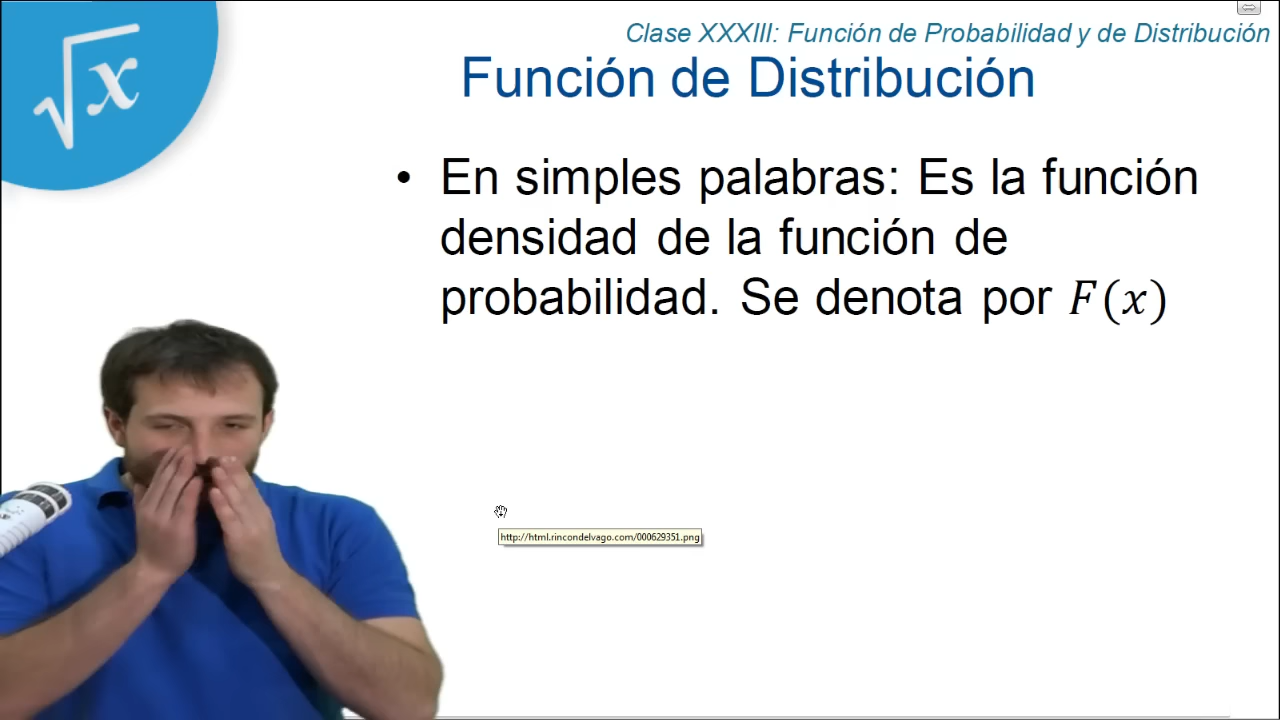 √x
Clase XXXIII: Función de Probabilidad y de Distribución
Función de Distribución
• En simples palabras: Es la función
densidad de la función de
probabilidad. Se denota por F(x)
http://html.rincondelvago.com/000629351.png